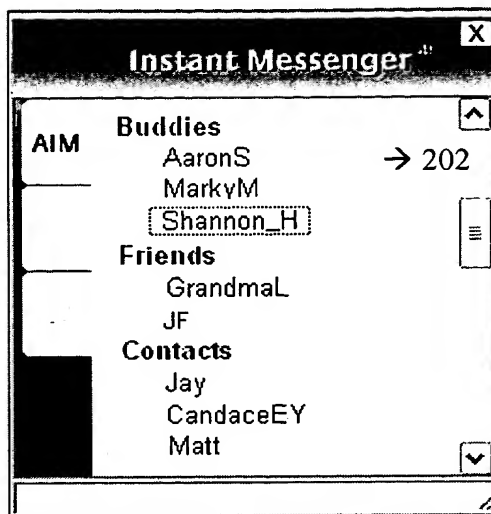 X
Instant Messenger
AIM
Buddies
AaronS → 202
MarkyM
Shannon_H
Friends
GrandmaL
JF
Contacts
Jay
CandaceEY
Matt